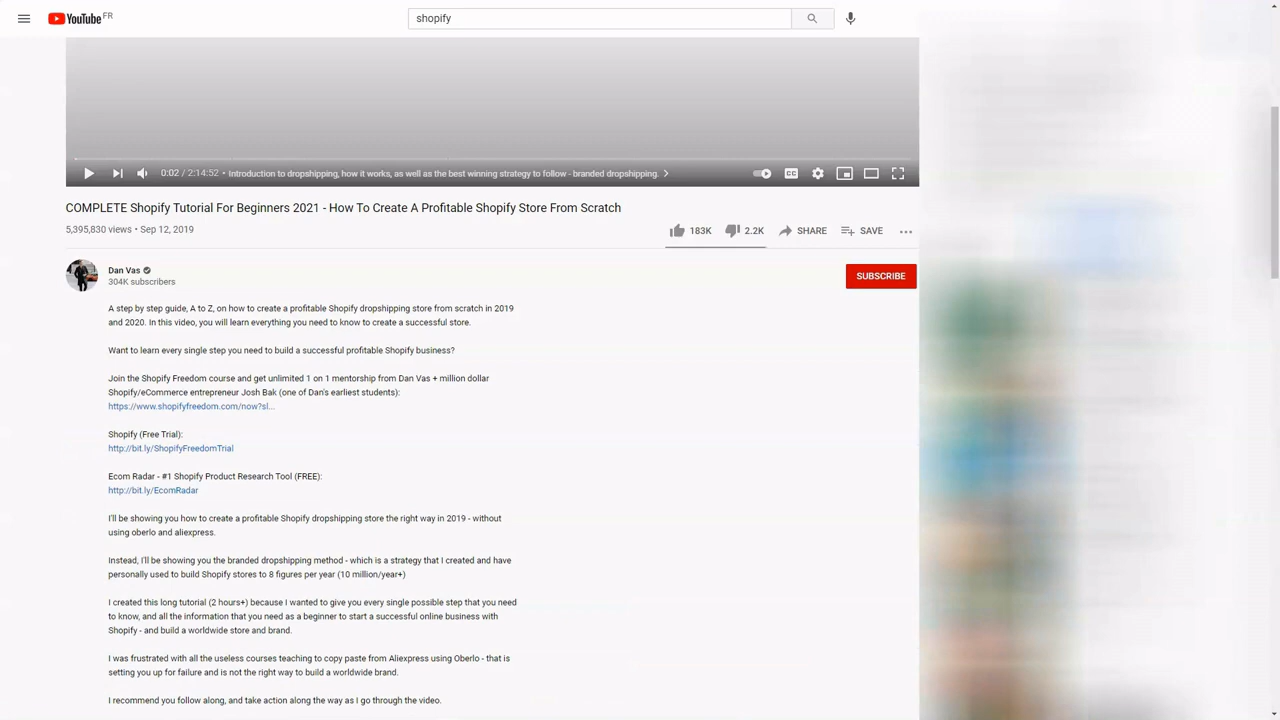 YouTube FR
shopify
0:02 / 2:14:52 • Introduction to dropshipping, how it works, as well as the best winning strategy to follow - branded dropshipping.
CC
COMPLETE Shopify Tutorial For Beginners 2021 - How To Create A Profitable Shopify Store From Scratch
5,395,830 views • Sep 12, 2019
183K 2.2K SHARE SAVE
Dan Vas
304K subscribers
SUBSCRIBE
A step by step guide, A to Z, on how to create a profitable Shopify dropshipping store from scratch in 2019
and 2020. In this video, you will learn everything you need to know to create a successful store.
Want to learn every single step you need to build a successful profitable Shopify business?
Join the Shopify Freedom course and get unlimited 1 on 1 mentorship from Dan Vas + million dollar
Shopify/eCommerce entrepreneur Josh Bak (one of Dan's earliest students):
https://www.shopifyfreedom.com/now?sl...
Shopify (Free Trial):
http://bit.ly/ShopifyFreedomTrial
Ecom Radar - #1 Shopify Product Research Tool (FREE):
http://bit.ly/EcomRadar
I'll be showing you how to create a profitable Shopify dropshipping store the right way in 2019 - without
using oberlo and aliexpress.
Instead, I'll be showing you the branded dropshipping method - which is a strategy that I created and have
personally used to build Shopify stores to 8 figures per year (10 million/year+)
I created this long tutorial (2 hours+) because I wanted to give you every single possible step that you need
to know, and all the information that you need as a beginner to start a successful online business with
Shopify - and build a worldwide store and brand.
I was frustrated with all the useless courses teaching to copy paste from Aliexpress using Oberlo - that is
setting you up for failure and is not the right way to build a worldwide brand.
I recommend you follow along, and take action along the way as I go through the video.